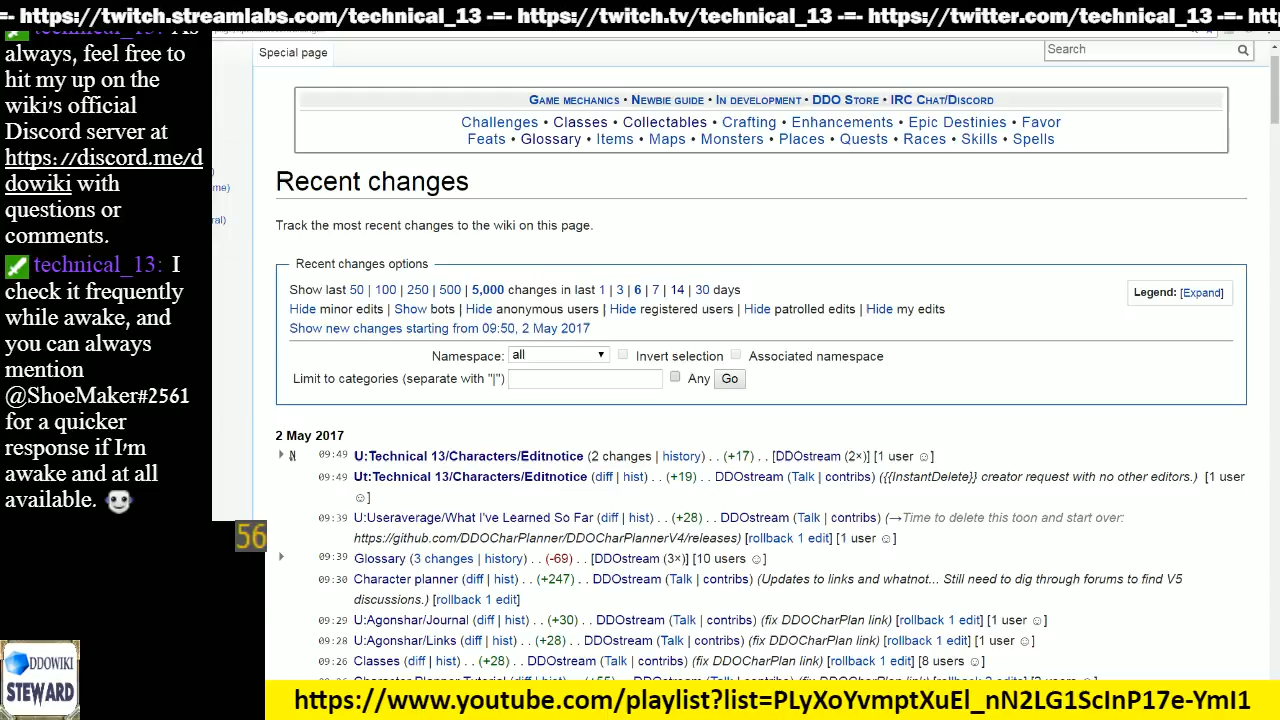 =- https://twitch.streamlabs.com/technical_13 -=- https://twitch.tv/technical_13 -=- https://twitter.com/technical_13 -=- htt
technical_13: As
always, feel free to
hit my up on the
wiki's official
Discord server at
https://discord.me/d
dowiki with
questions or
comments.
technical_13: I
check it frequently
while awake, and
you can always
mention
@ShoeMaker#2561
for a quicker
response if I'm
awake and at all
available.
56
DDOWIKI
STEWARD
Special page
Search
Game mechanics • Newbie guide • In development • DDO Store • IRC Chat/Discord
Challenges • Classes • Collectables • Crafting • Enhancements • Epic Destinies • Favor
Feats • Glossary • Items • Maps • Monsters • Places • Quests • Races • Skills • Spells
Recent changes
Track the most recent changes to the wiki on this page.
Recent changes options
Show last 50 | 100 | 250 | 500 | 5,000 changes in last 1 | 3 | 6 | 7 | 14 | 30 days
Legend: [Expand]
Hide minor edits | Show bots | Hide anonymous users | Hide registered users | Hide patrolled edits | Hide my edits
Show new changes starting from 09:50, 2 May 2017
Namespace: all Invert selection Associated namespace
Limit to categories (separate with "|") Any Go
2 May 2017
N 09:49 U:Technical 13/Characters/Editnotice (2 changes | history) . . (+17) . . [DDOstream (2×)] [1 user ☺]
09:49 Ut:Technical 13/Characters/Editnotice (diff | hist) . . (+19) . . DDOstream (Talk | contribs) ({{InstantDelete}} creator request with no other editors.) [1 user
☺]
09:39 U:Useraverage/What I've Learned So Far (diff | hist) . . (+28) . . DDOstream (Talk | contribs) (→Time to delete this toon and start over:
https://github.com/DDOCharPlanner/DDOCharPlannerV4/releases) [rollback 1 edit] [1 user ☺]
09:39 Glossary (3 changes | history) . . (-69) . . [DDOstream (3×)] [10 users ☺]
09:30 Character planner (diff | hist) . . (+247) . . DDOstream (Talk | contribs) (Updates to links and whatnot... Still need to dig through forums to find V5
discussions.) [rollback 1 edit]
09:29 U:Agonshar/Journal (diff | hist) . . (+30) . . DDOstream (Talk | contribs) (fix DDOCharPlan link) [rollback 1 edit] [1 user ☺]
09:28 U:Agonshar/Links (diff | hist) . . (+28) . . DDOstream (Talk | contribs) (fix DDOCharPlan link) [rollback 1 edit] [1 user ☺]
09:26 Classes (diff | hist) . . (+28) . . DDOstream (Talk | contribs) (fix DDOCharPlan link) [rollback 1 edit] [8 users ☺]
https://www.youtube.com/playlist?list=PLyXoYvmptXuEl_nN2LG1ScInP17e-YmI1